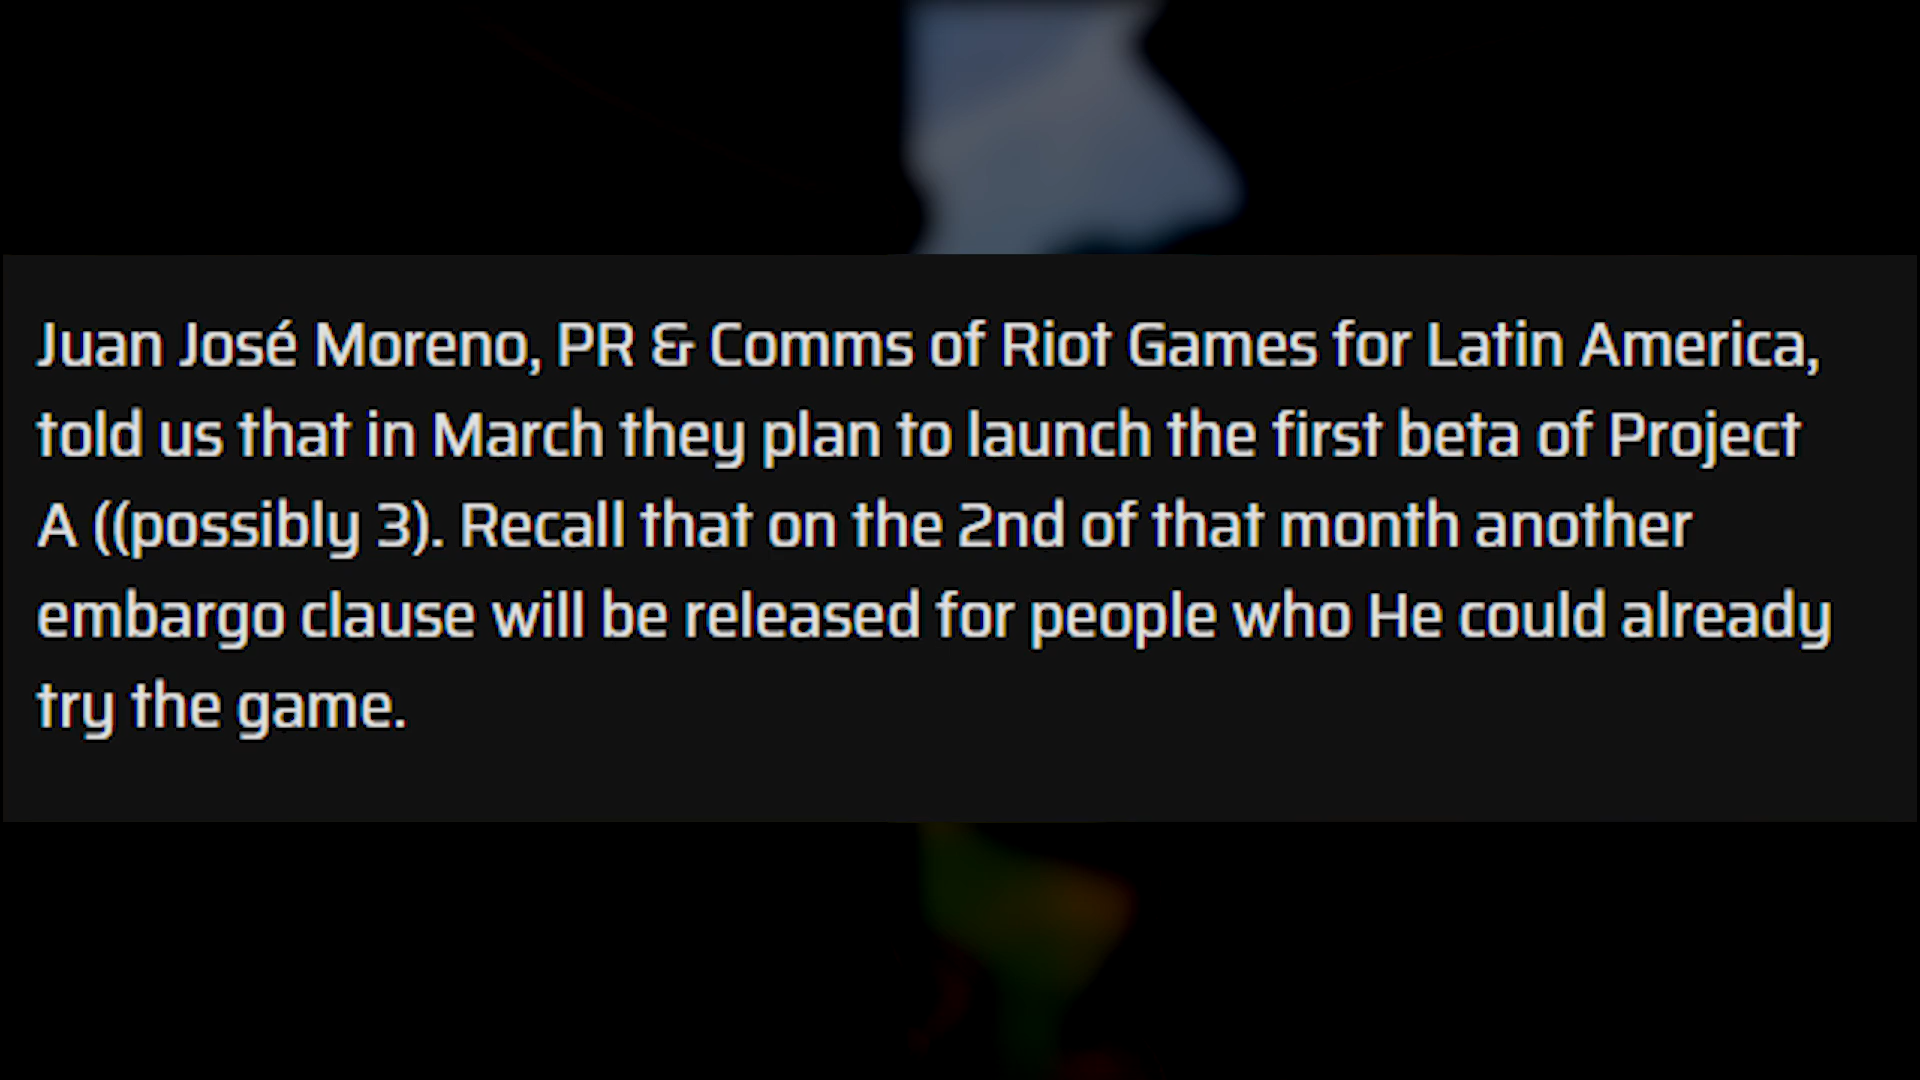 Juan José Moreno, PR & Comms of Riot Games for Latin America,
told us that in March they plan to launch the first beta of Project
A ((possibly 3). Recall that on the 2nd of that month another
embargo clause will be released for people who He could already
try the game.